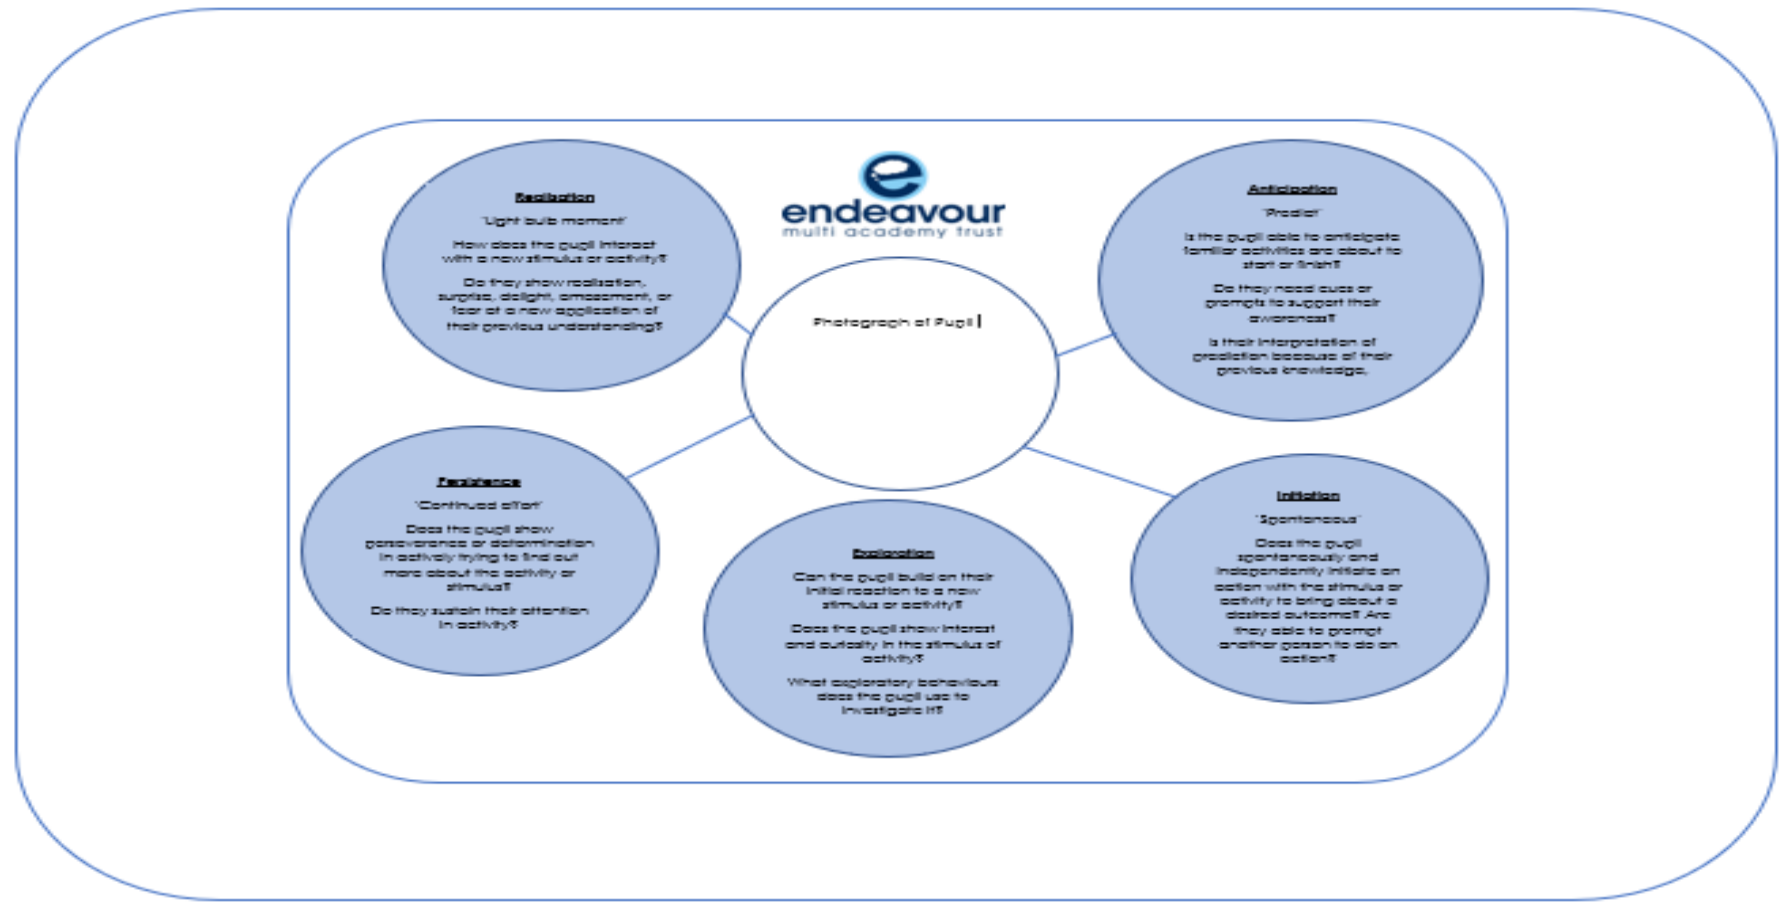 endeavour
multi academy trust
Realisation
'Light bulb moment'
How does the pupil interact
with a new stimulus or activity?
Do they show realisation,
surprise, delight, amazement, or
fear at a new application of
their previous understanding?
Photograph of Pupil
Anticipation
'Predict'
Is the pupil able to anticipate
familiar activities are about to
start or finish?
Do they need cues or
prompts to support their
awareness?
Is their interpretation of
prediction because of their
previous knowledge,
Persistence
'Continued effort'
Does the pupil show
perseverance or determination
in actively trying to find out
more about the activity or
stimulus?
Do they sustain their attention
in activity?
Exploration
Can the pupil build on their
initial reaction to a new
stimulus or activity?
Does the pupil show interest
and curiosity in the stimulus of
activity?
What exploratory behaviours
does the pupil use to
investigate it?
Initiation
'Spontaneous'
Does the pupil
spontaneously and
independently initiate an
action with the stimulus or
activity to bring about a
desired outcome? Are
they able to prompt
another person to do an
action?